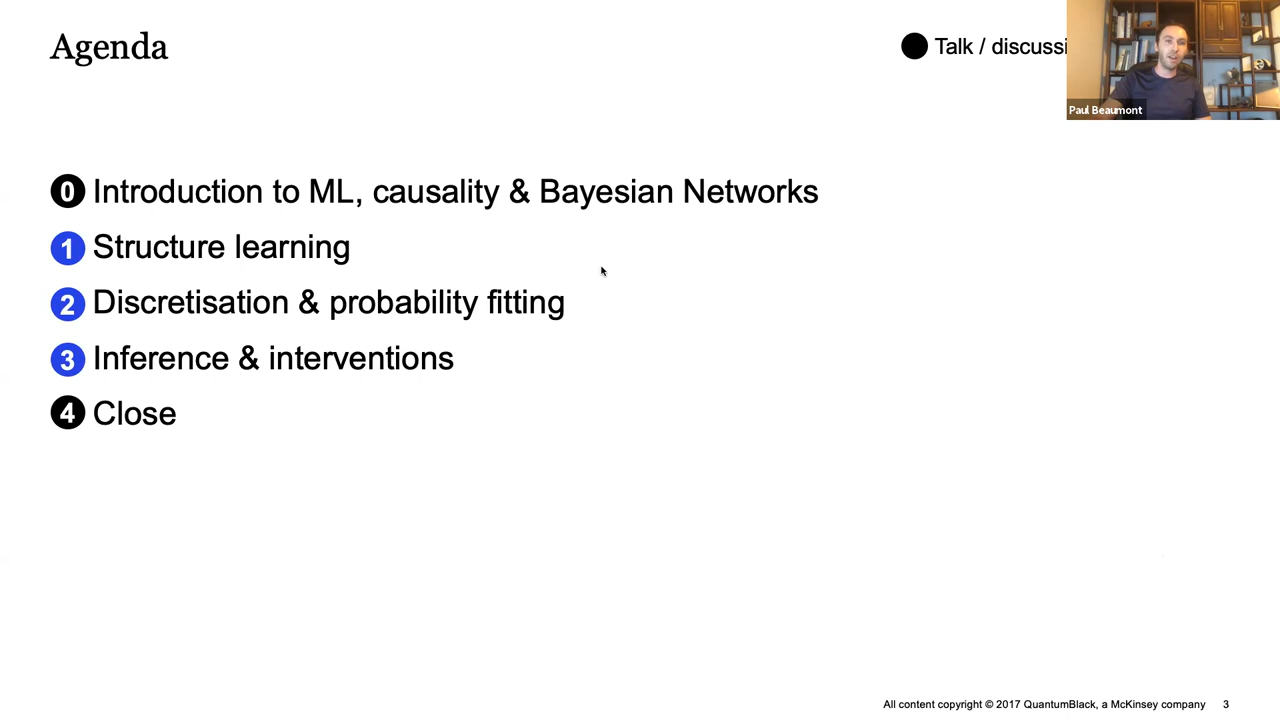 Agenda
Talk /
Paul Beaumont
0 Introduction to ML, causality & Bayesian Networks
1 Structure learning
2 Discretisation & probability fitting
3 Inference & interventions
4 Close
All content copyright © 2017 QuantumBlack, a McKinsey company 3